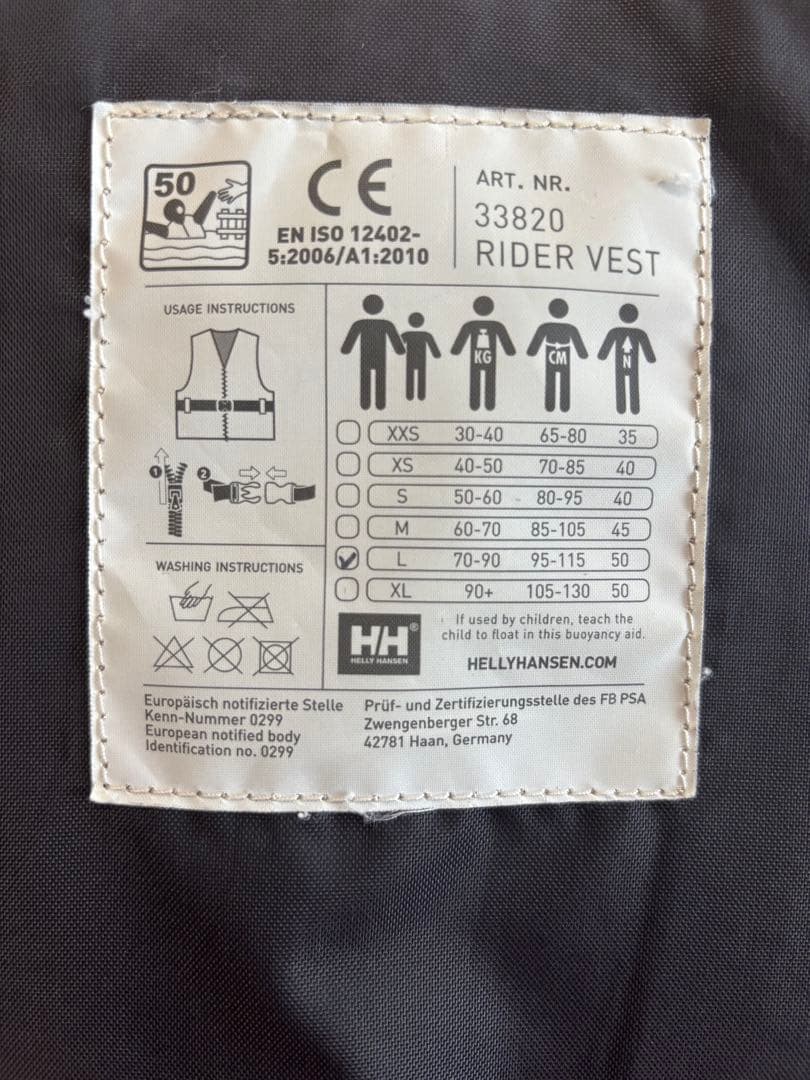 50
CE
EN ISO 12402-
5:2006/A1:2010
ART. NR.
33820
RIDER VEST
USAGE INSTRUCTIONS
1 2
KG CM N
XXS 30-40 65-80 35
XS 40-50 70-85 40
S 50-60 80-95 40
M 60-70 85-105 45
L 70-90 95-115 50
XL 90+ 105-130 50
WASHING INSTRUCTIONS
HH®
HELLY HANSEN
If used by children, teach the
child to float in this buoyancy aid.
HELLYHANSEN.COM
Europäisch notifizierte Stelle
Kenn-Nummer 0299
European notified body
Identification no. 0299
Prüf- und Zertifizierungsstelle des FB PSA
Zwengenberger Str. 68
42781 Haan, Germany